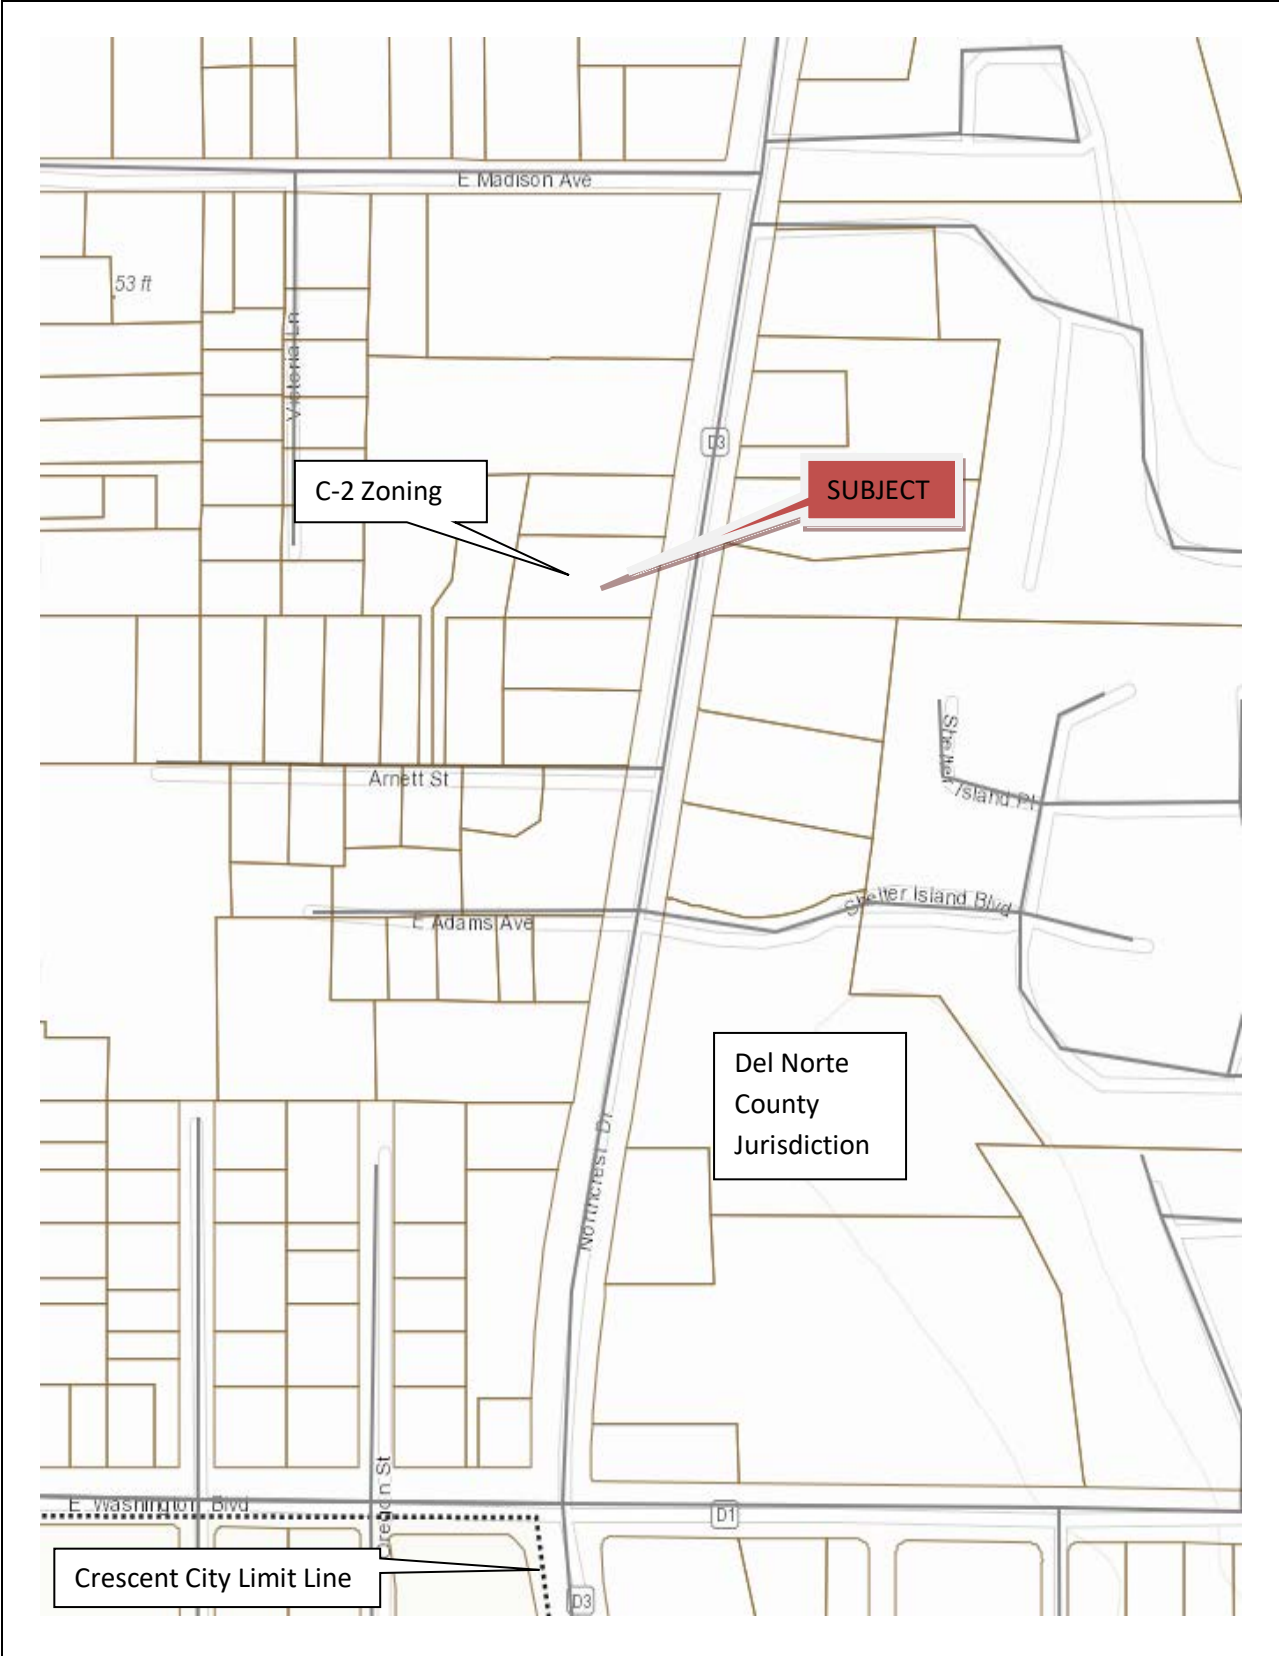 E Madison Ave
53 ft
Victoria Ln
D3
C-2 Zoning
SUBJECT
Arnett St
Shelter Island Pl
Shelter Island Blvd
E Adams Ave
Del Norte
County
Jurisdiction
Northcrest Dr
E Washington Blvd
Oregon St
D1
Crescent City Limit Line
D3